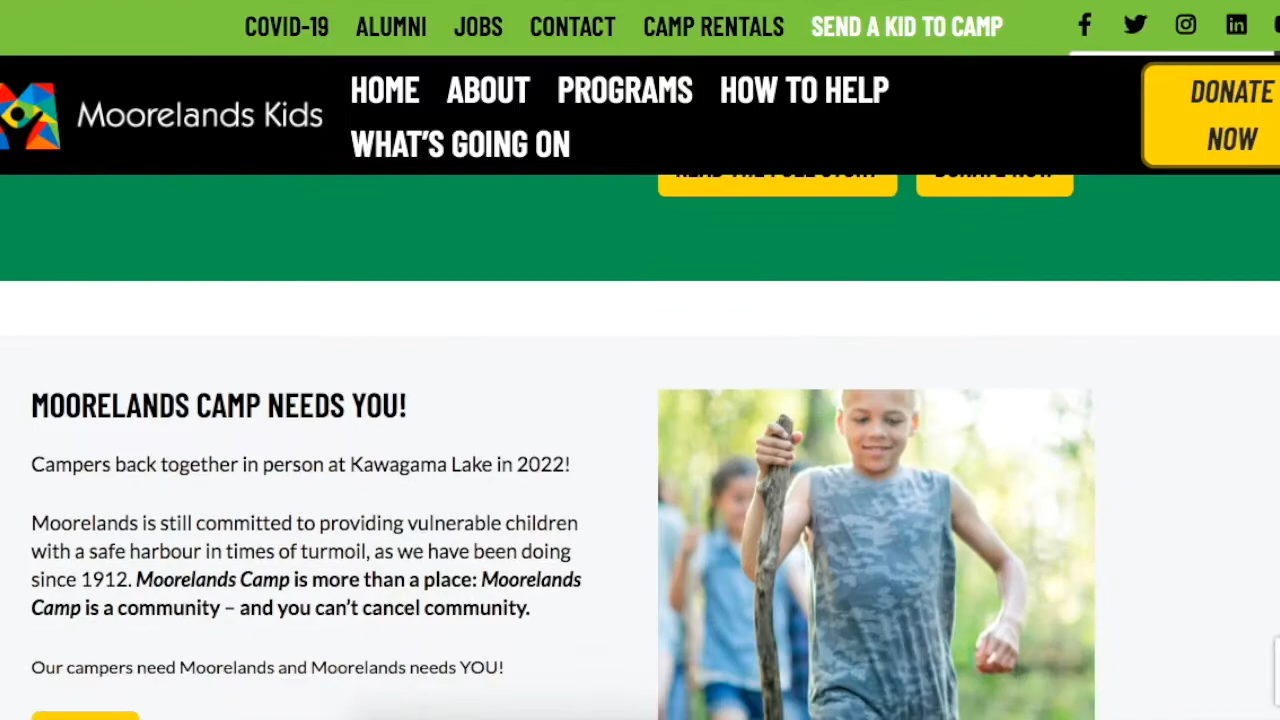 COVID-19 ALUMNI JOBS CONTACT CAMP RENTALS SEND A KID TO CAMP
Moorelands Kids
HOME ABOUT PROGRAMS HOW TO HELP
WHAT'S GOING ON
DONATE
NOW
MOORELANDS CAMP NEEDS YOU!
Campers back together in person at Kawagama Lake in 2022!
Moorelands is still committed to providing vulnerable children
with a safe harbour in times of turmoil, as we have been doing
since 1912. Moorelands Camp is more than a place: Moorelands
Camp is a community – and you can't cancel community.
Our campers need Moorelands and Moorelands needs YOU!